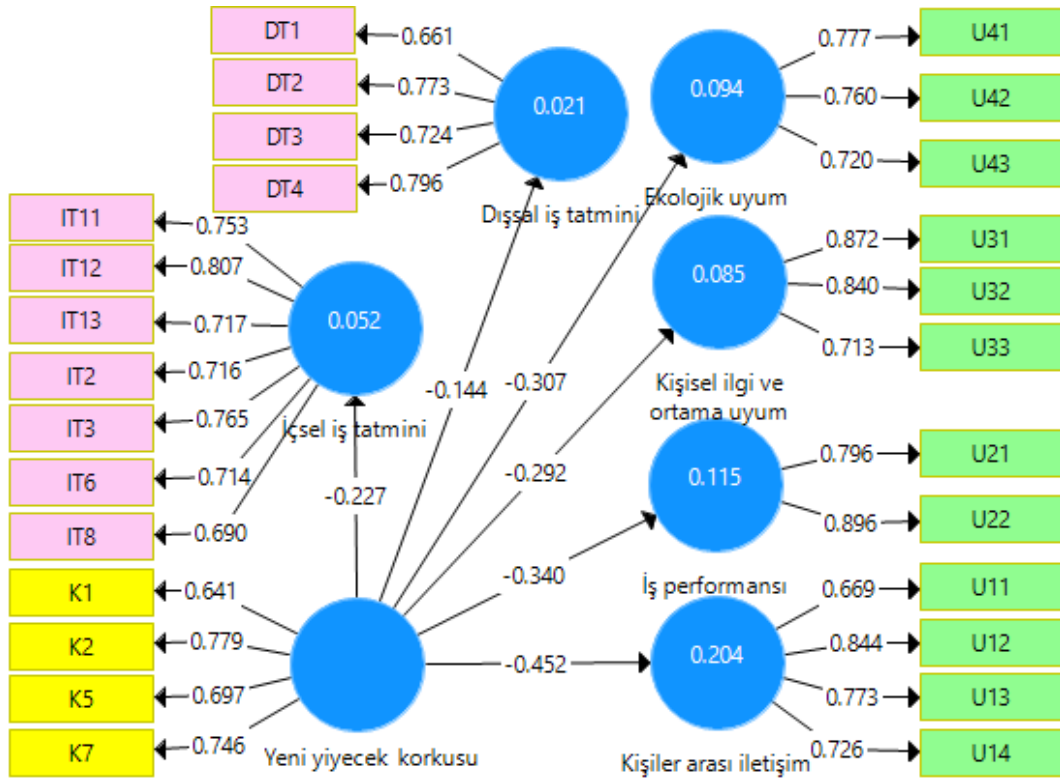 DT1
0.661
DT2
0.773
DT3
0.724
DT4
0.796
0.021
Dışsal iş tatmini
0.094
Ekolojik uyum
0.777
U41
0.760
U42
0.720
U43
IT11
0.753
IT12
0.807
IT13
0.717
IT2
0.716
IT3
0.765
IT6
0.714
IT8
0.690
0.052
İçsel iş tatmini
0.085
Kişisel ilgi ve
ortama uyum
0.872
U31
0.840
U32
0.713
U33
-0.144
-0.307
-0.227
-0.292
-0.340
-0.452
0.115
İş performansı
0.796
U21
0.896
U22
K1
0.641
K2
0.779
K5
0.697
K7
0.746
Yeni yiyecek korkusu
0.204
Kişiler arası iletişim
0.669
U11
0.844
U12
0.773
U13
0.726
U14